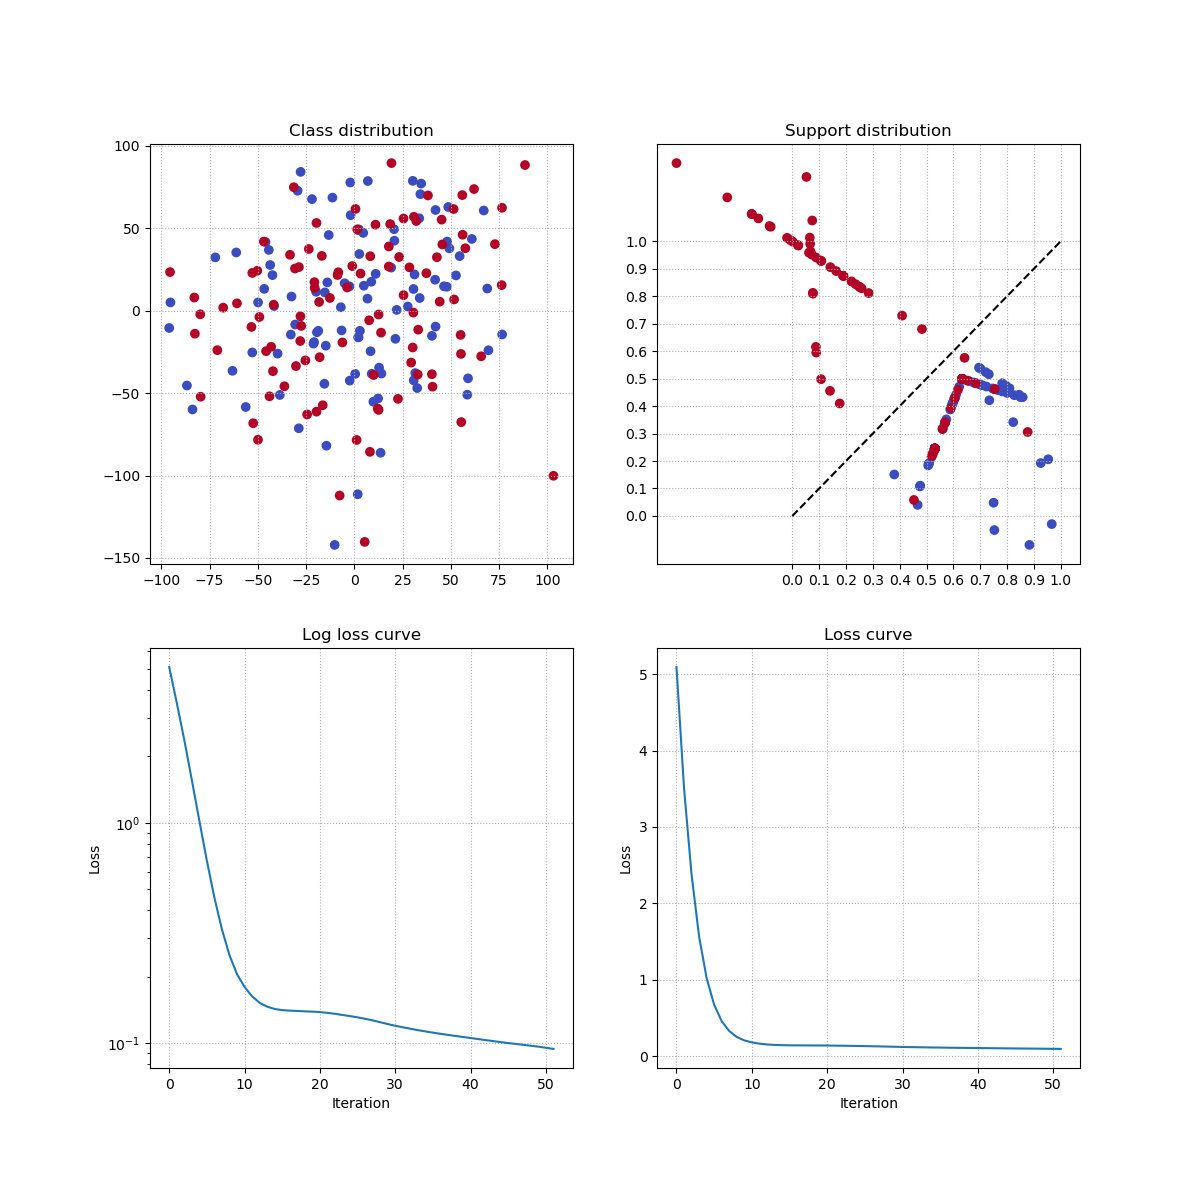 Class distribution
100
50
0
−50
−100
−150
−100 −75 −50 −25 0 25 50 75 100
Support distribution
1.0
0.9
0.8
0.7
0.6
0.5
0.4
0.3
0.2
0.1
0.0
0.0 0.1 0.2 0.3 0.4 0.5 0.6 0.7 0.8 0.9 1.0
Log loss curve
10⁰
10⁻¹
Loss
0 10 20 30 40 50
Iteration
Loss curve
5
4
3
2
1
0
Loss
0 10 20 30 40 50
Iteration